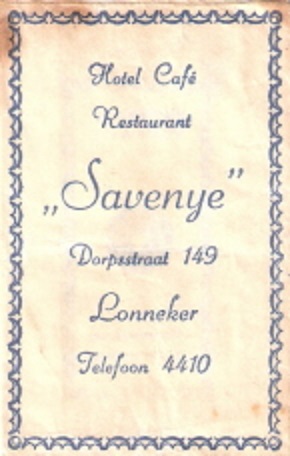 Hotel Café
Restaurant
„Savenye”
Dorpsstraat 149
Lonneker
Telefoon 4410